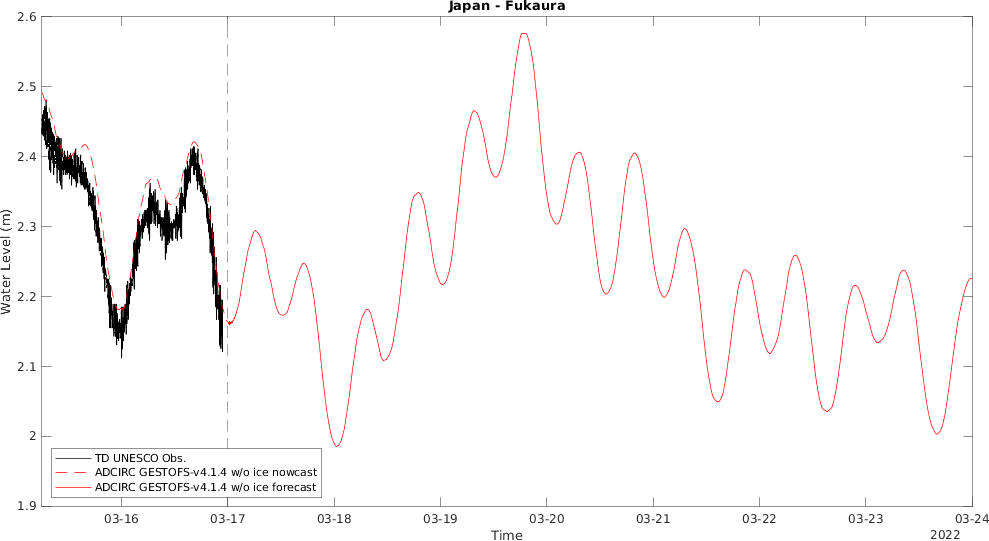 Japan - Fukaura
2.6
2.5
2.4
2.3
2.2
2.1
2
1.9
Water Level (m)
TD UNESCO Obs.
ADCIRC GESTOFS-v4.1.4 w/o ice nowcast
ADCIRC GESTOFS-v4.1.4 w/o ice forecast
03-16 03-17 03-18 03-19 03-20 03-21 03-22 03-23 03-24
Time
2022